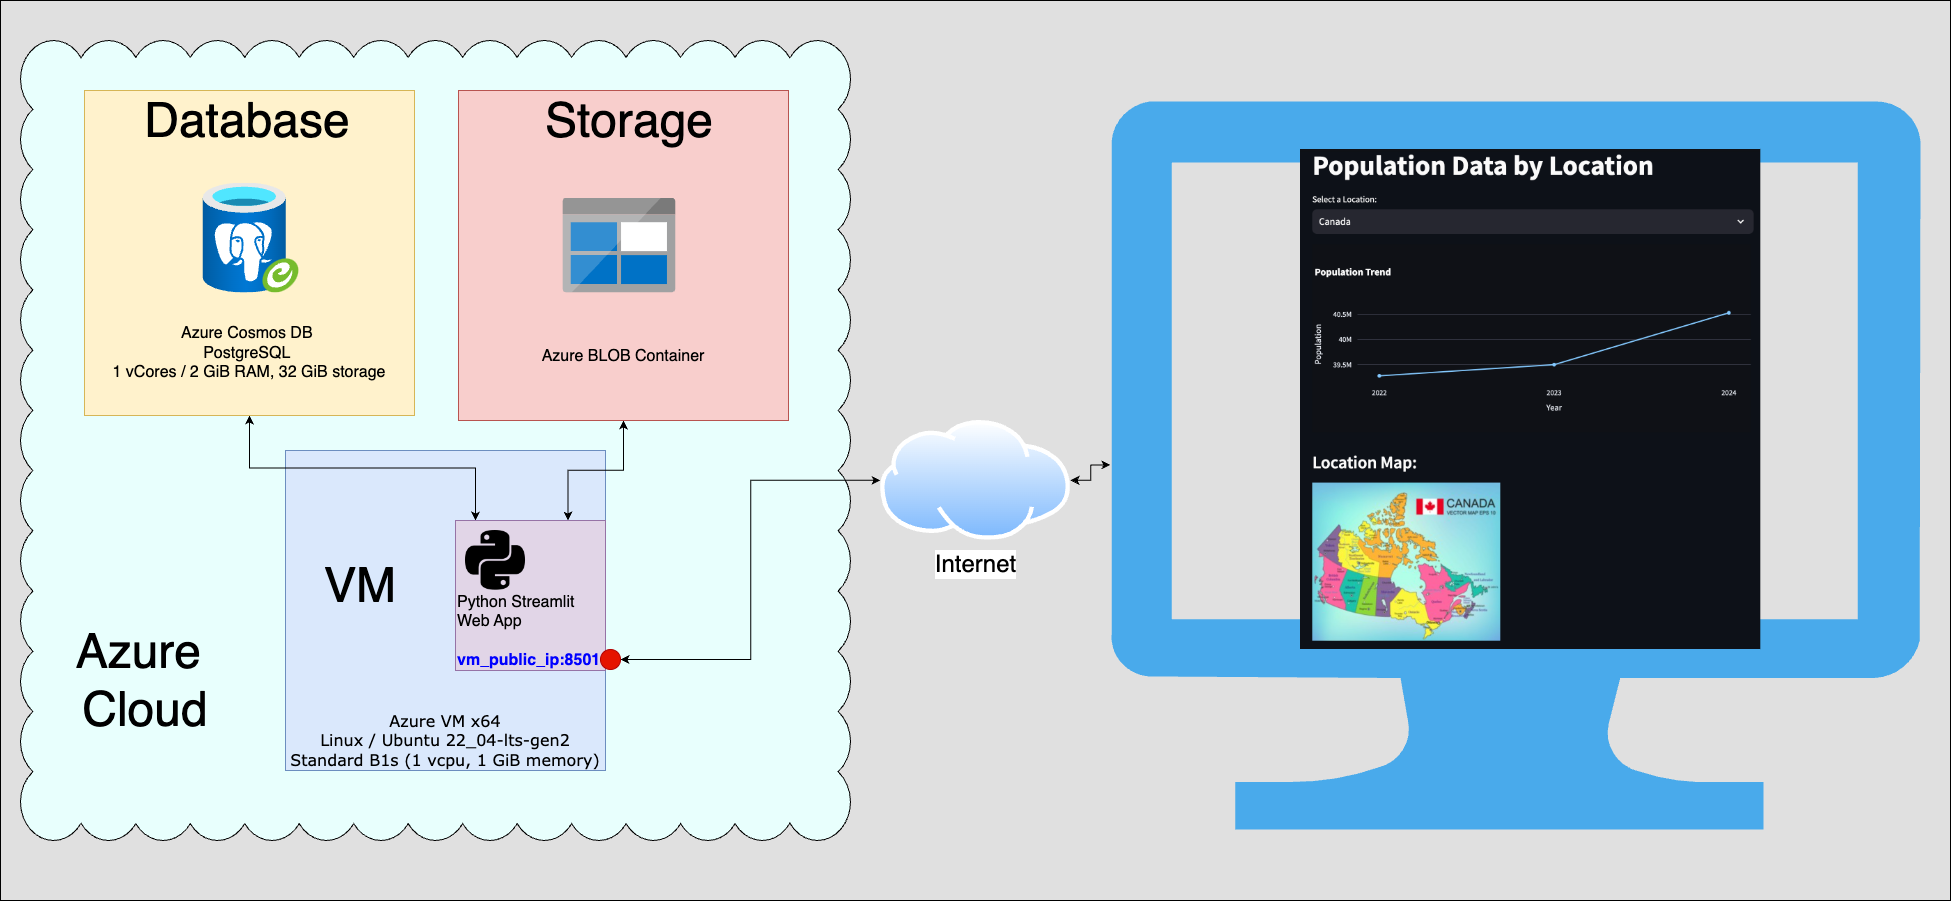 Database
Azure Cosmos DB
PostgreSQL
1 vCores / 2 GiB RAM, 32 GiB storage
Storage
Azure BLOB Container
VM
Python Streamlit
Web App
vm_public_ip:8501
Azure VM x64
Linux / Ubuntu 22_04-lts-gen2
Standard B1s (1 vcpu, 1 GiB memory)
Azure
Cloud
Internet
Population Data by Location
Select a Location:
Canada
Population Trend
Population
40.5M
40M
39.5M
2022
2023
2024
Year
Location Map:
CANADA
VECTOR MAP EPS 10